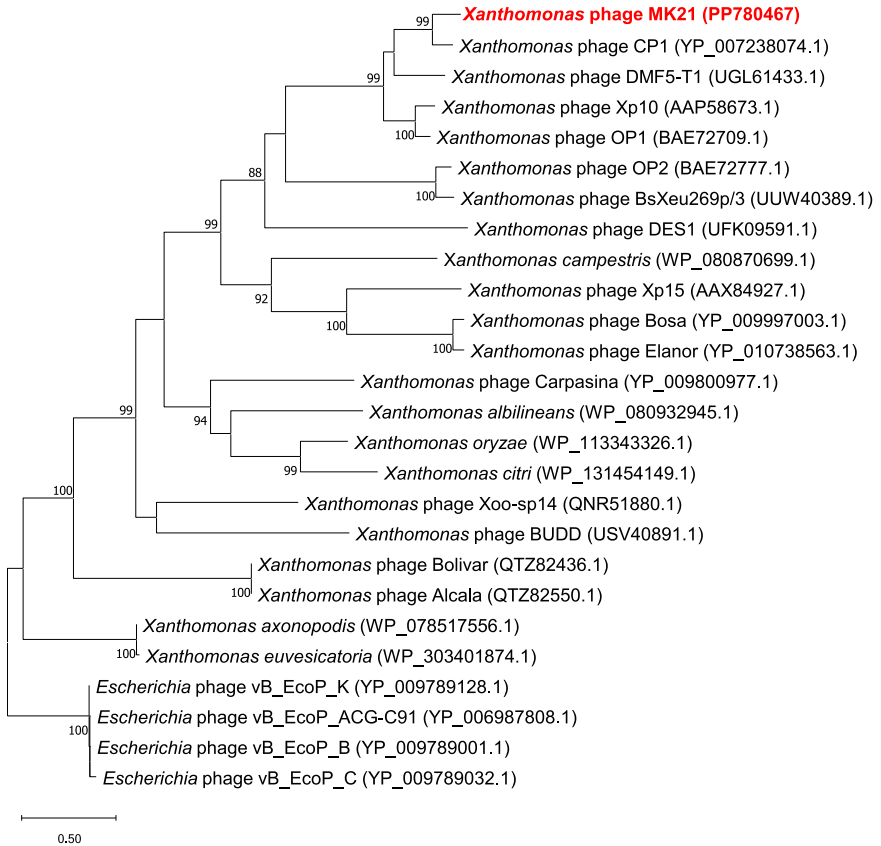 99
Xanthomonas phage MK21 (PP780467)
Xanthomonas phage CP1 (YP_007238074.1)
99
Xanthomonas phage DMF5-T1 (UGL61433.1)
Xanthomonas phage Xp10 (AAP58673.1)
100
Xanthomonas phage OP1 (BAE72709.1)
88
Xanthomonas phage OP2 (BAE72777.1)
100
Xanthomonas phage BsXeu269p/3 (UUW40389.1)
99
Xanthomonas phage DES1 (UFK09591.1)
Xanthomonas campestris (WP_080870699.1)
92
Xanthomonas phage Xp15 (AAX84927.1)
100
Xanthomonas phage Bosa (YP_009997003.1)
100
Xanthomonas phage Elanor (YP_010738563.1)
Xanthomonas phage Carpasina (YP_009800977.1)
99
94
Xanthomonas albilineans (WP_080932945.1)
Xanthomonas oryzae (WP_113343326.1)
99
Xanthomonas citri (WP_131454149.1)
100
Xanthomonas phage Xoo-sp14 (QNR51880.1)
Xanthomonas phage BUDD (USV40891.1)
Xanthomonas phage Bolivar (QTZ82436.1)
100
Xanthomonas phage Alcala (QTZ82550.1)
Xanthomonas axonopodis (WP_078517556.1)
100
Xanthomonas euvesicatoria (WP_303401874.1)
Escherichia phage vB_EcoP_K (YP_009789128.1)
Escherichia phage vB_EcoP_ACG-C91 (YP_006987808.1)
100
Escherichia phage vB_EcoP_B (YP_009789001.1)
Escherichia phage vB_EcoP_C (YP_009789032.1)
0.50